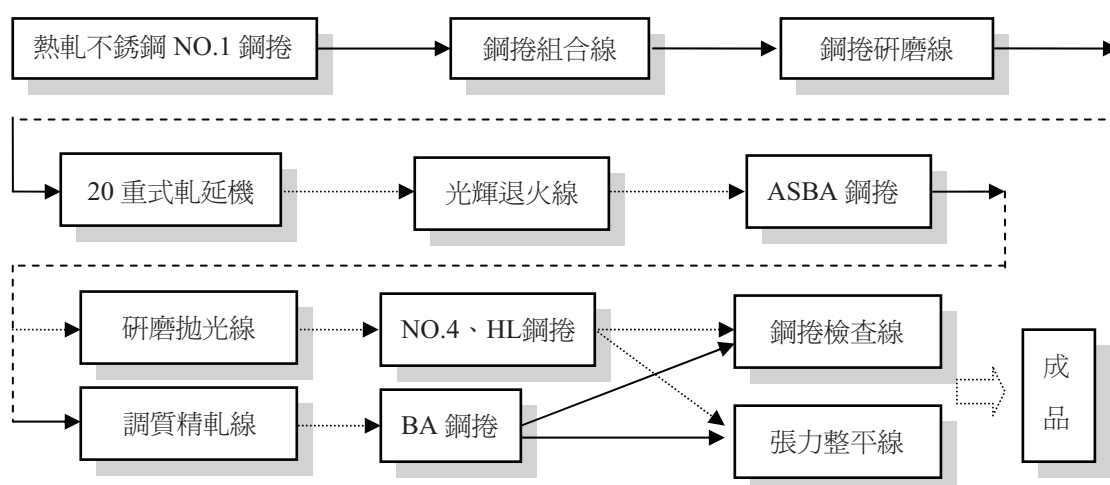 熱軋不銹鋼 NO.1 鋼捲
鋼捲組合線
鋼捲研磨線
20 重式軋延機
光輝退火線
ASBA 鋼捲
研磨拋光線
NO.4、HL鋼捲
鋼捲檢查線
調質精軋線
BA 鋼捲
張力整平線
成
品